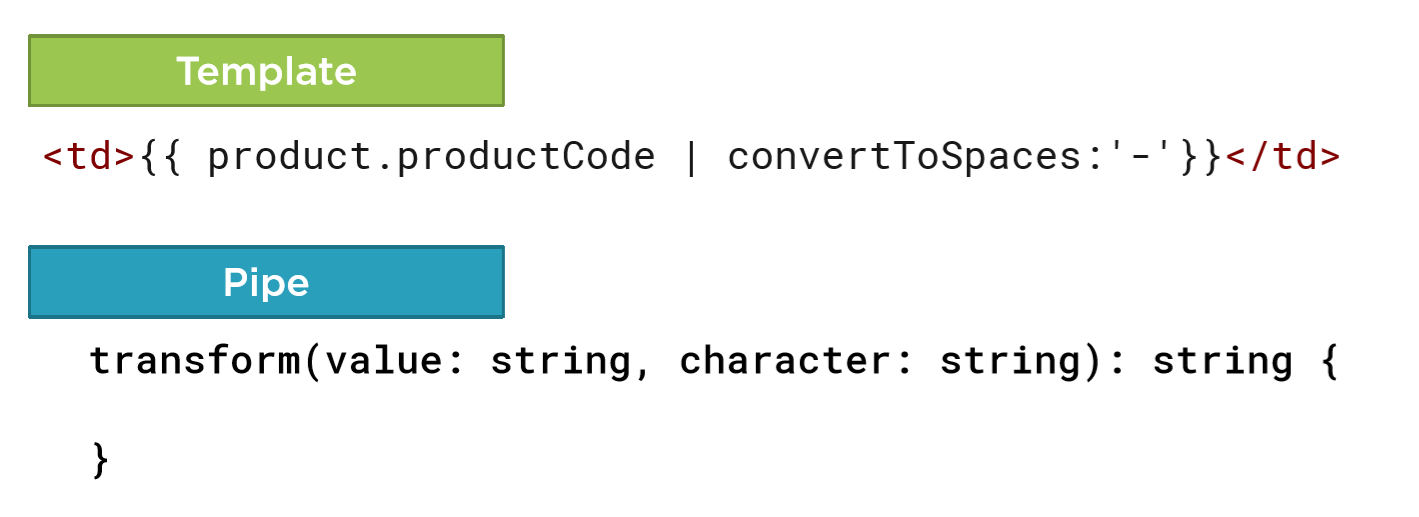 Template
<td>{{ product.productCode | convertToSpaces:'-'}}</td>
Pipe
transform(value: string, character: string): string {
}